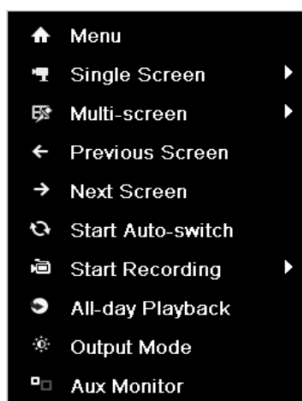 Menu
Single Screen
Multi-screen
Previous Screen
Next Screen
Start Auto-switch
Start Recording
All-day Playback
Output Mode
Aux Monitor